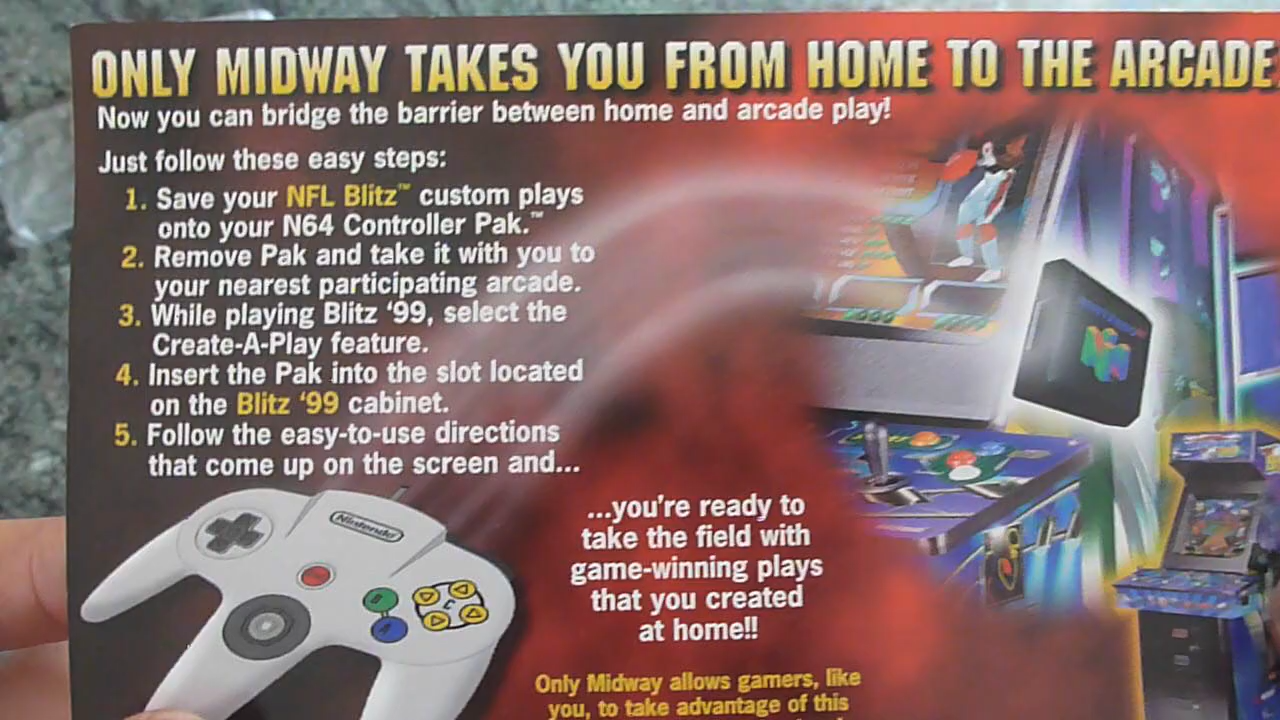 ONLY MIDWAY TAKES YOU FROM HOME TO THE ARCADE
Now you can bridge the barrier between home and arcade play!
Just follow these easy steps:
1. Save your NFL Blitz™ custom plays
onto your N64 Controller Pak.™
2. Remove Pak and take it with you to
your nearest participating arcade.
3. While playing Blitz '99, select the
Create-A-Play feature.
4. Insert the Pak into the slot located
on the Blitz '99 cabinet.
5. Follow the easy-to-use directions
that come up on the screen and...
Nintendo
B
A
C
...you're ready to
take the field with
game-winning plays
that you created
at home!!
Only Midway allows gamers, like
you, to take advantage of this